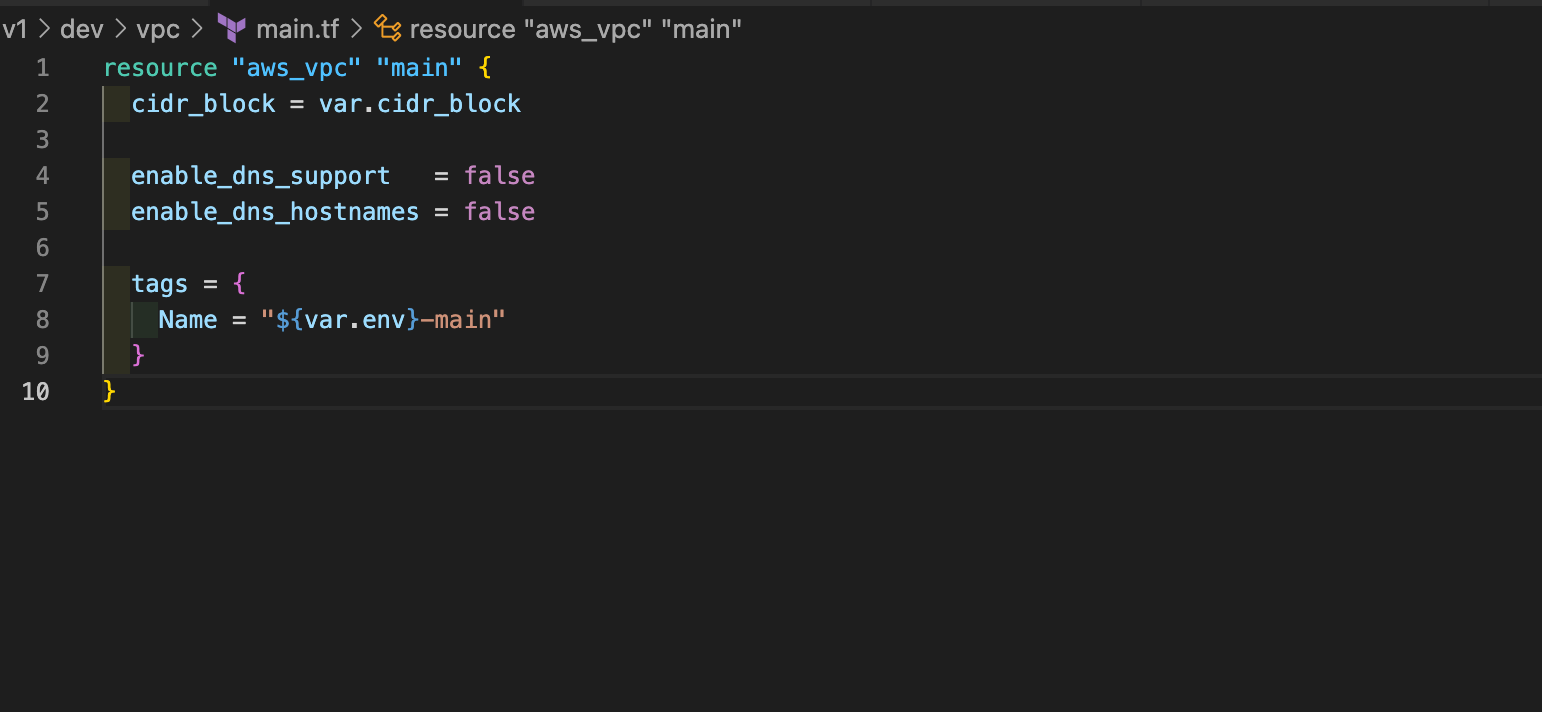 v1 > dev > vpc > main.tf > resource "aws_vpc" "main"
1 resource "aws_vpc" "main" {
2   cidr_block = var.cidr_block
3
4   enable_dns_support   = false
5   enable_dns_hostnames = false
6
7   tags = {
8     Name = "${var.env}-main"
9   }
10 }